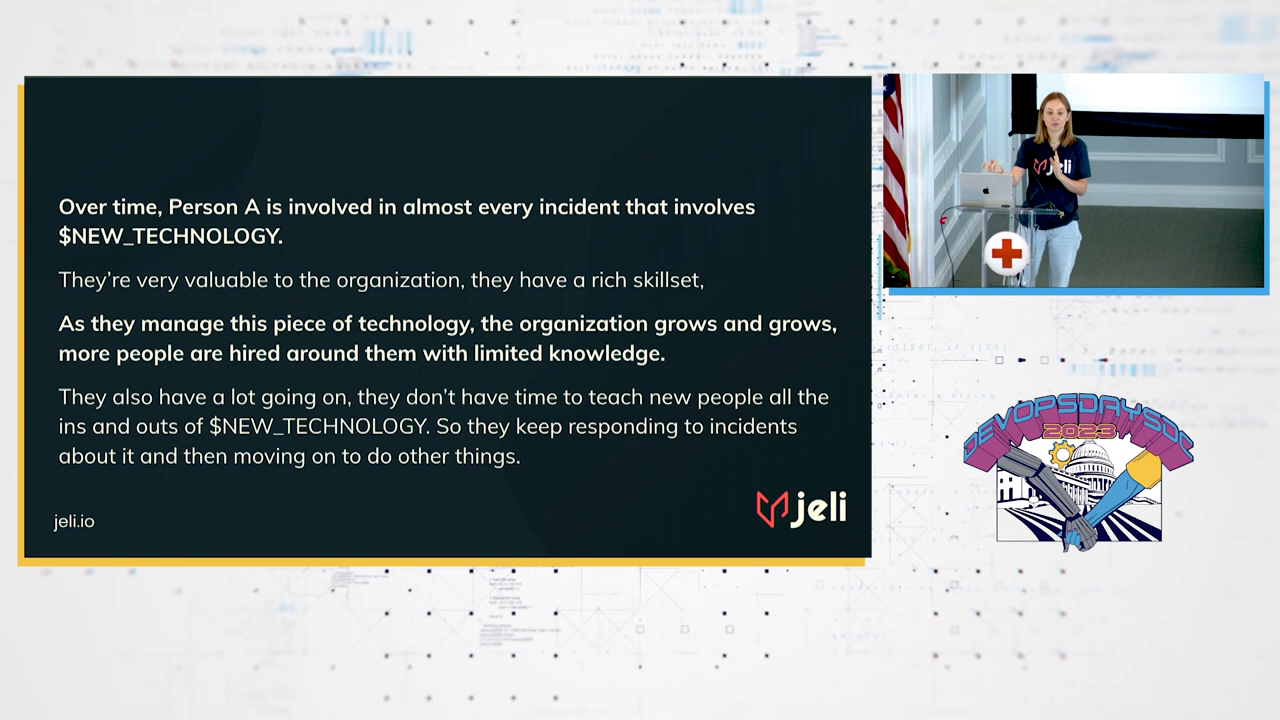 Over time, Person A is involved in almost every incident that involves
$NEW_TECHNOLOGY.
They're very valuable to the organization, they have a rich skillset,
As they manage this piece of technology, the organization grows and grows,
more people are hired around them with limited knowledge.
They also have a lot going on, they don't have time to teach new people all the
ins and outs of $NEW_TECHNOLOGY. So they keep responding to incidents
about it and then moving on to do other things.
jeli.io
jeli
jeli
DEVOPSDAYS DC
2023